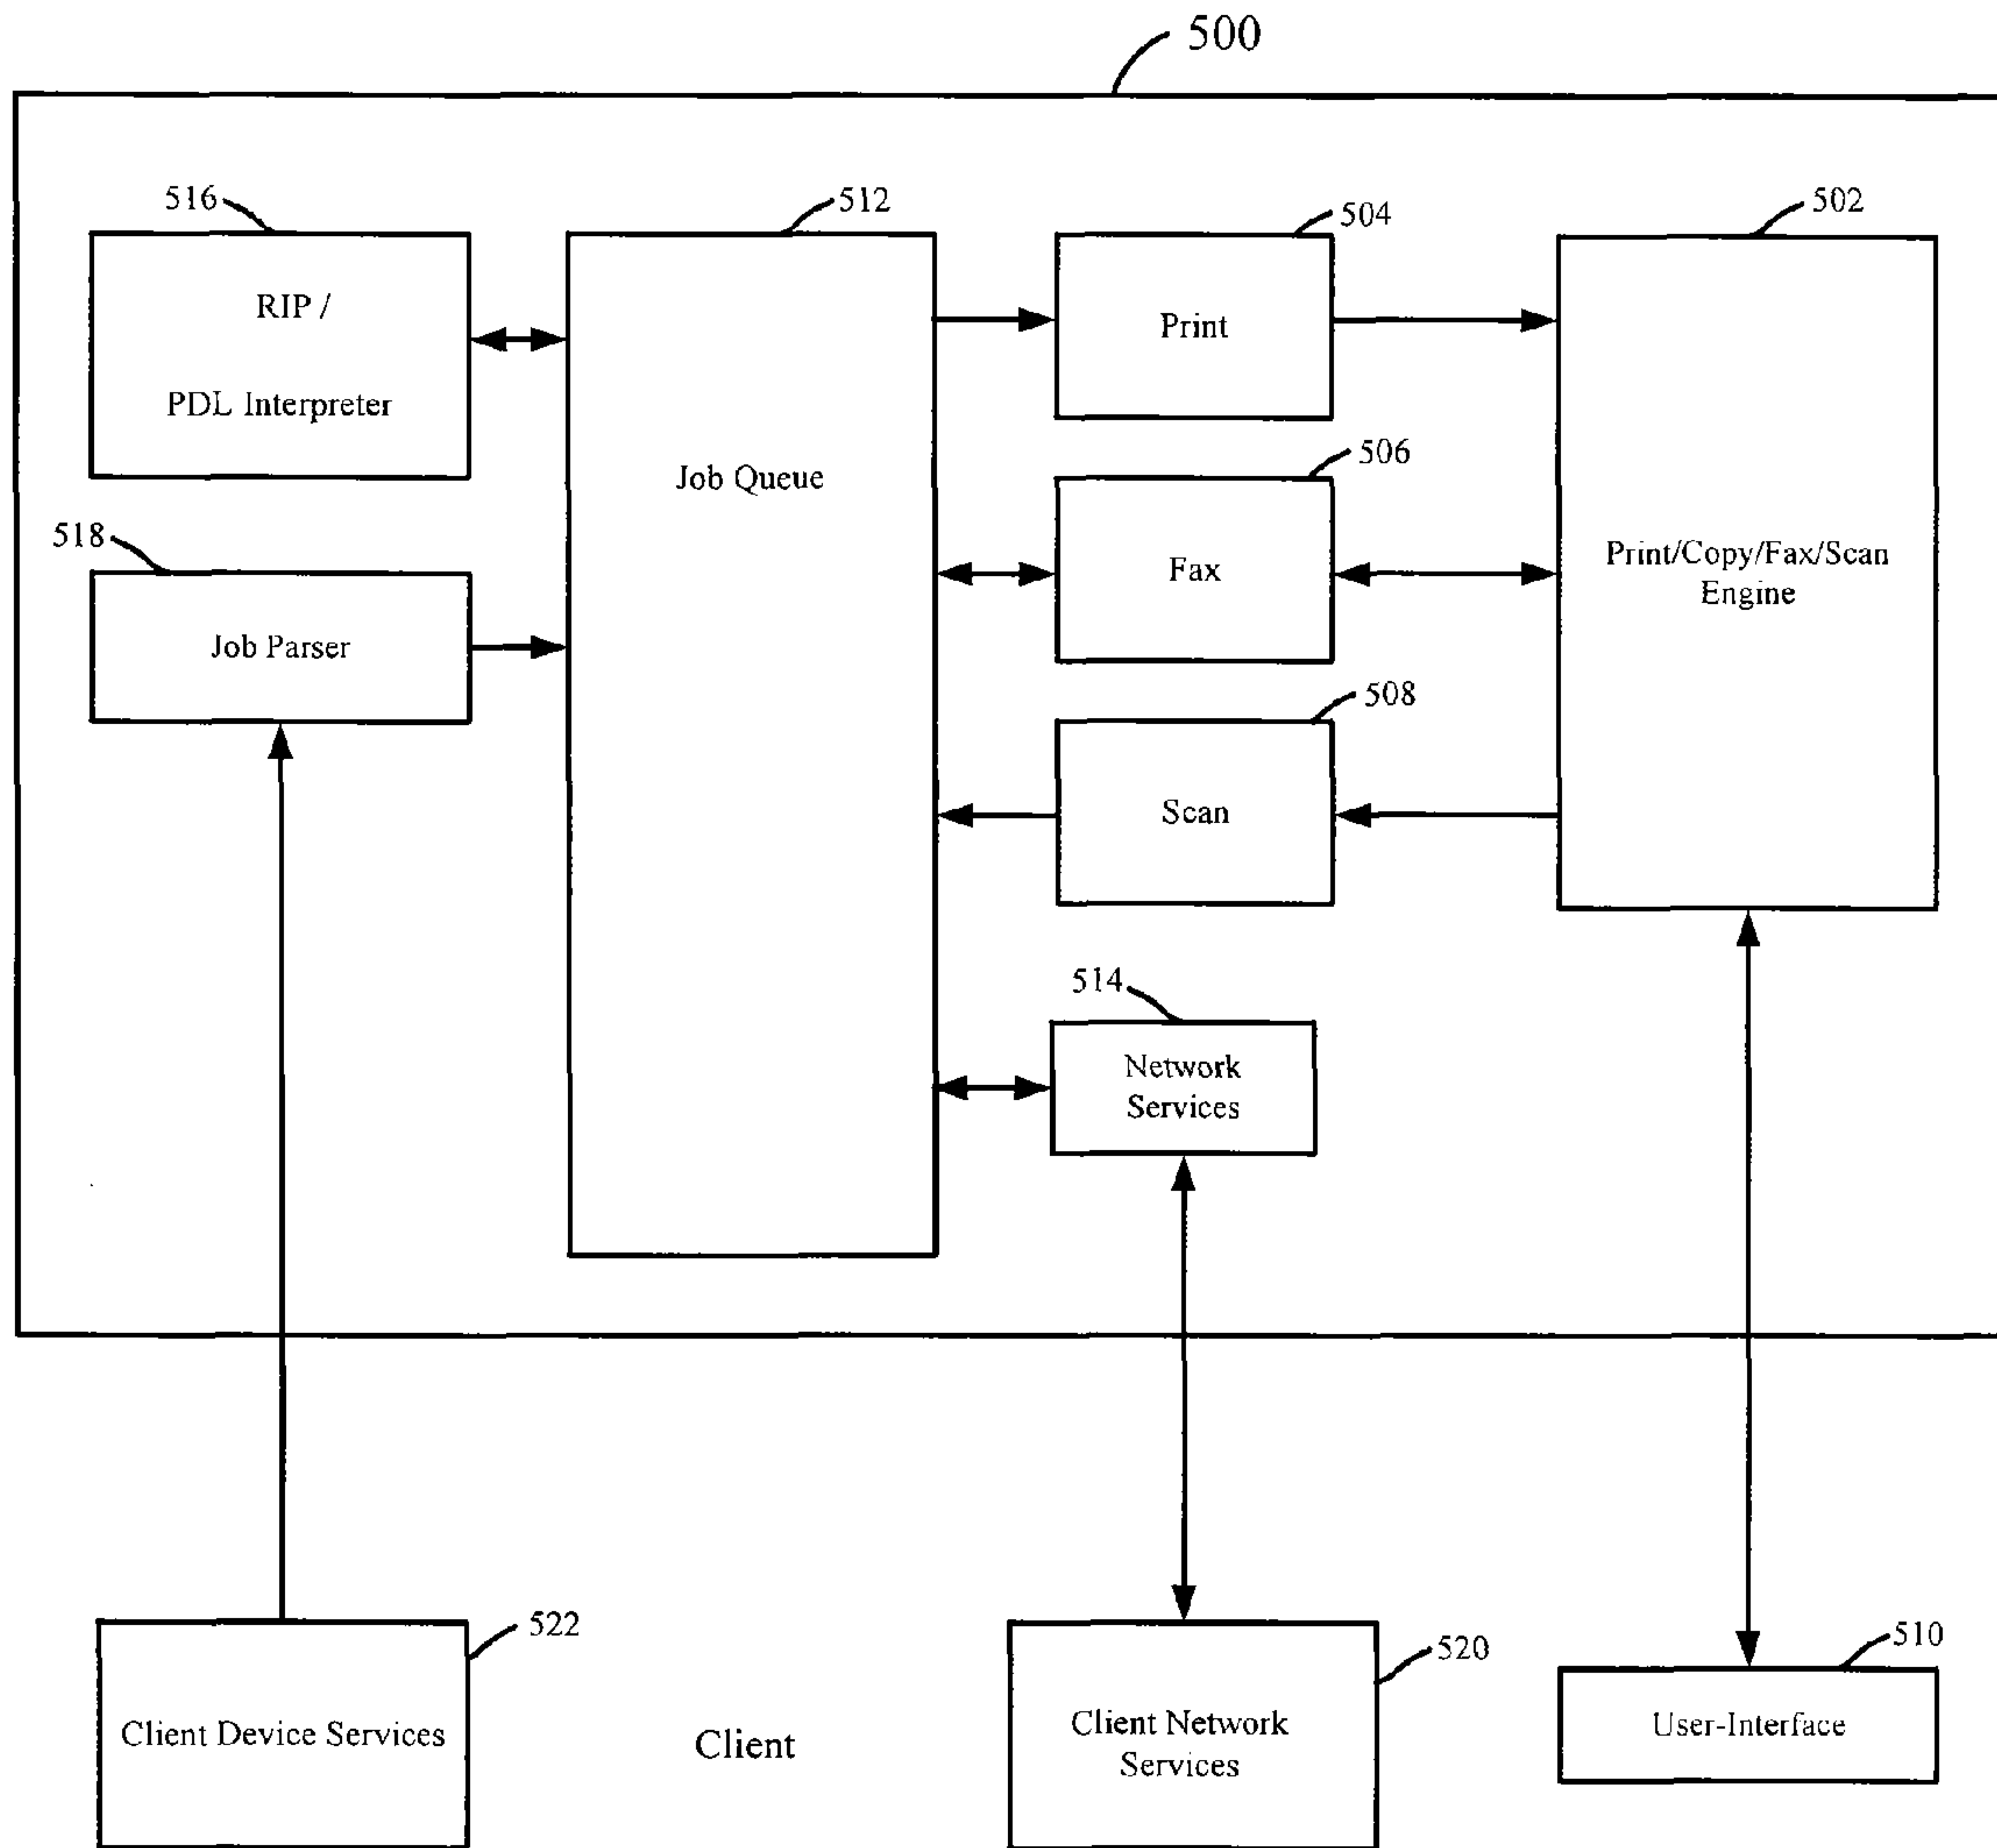 500
516
512
504
502
RIP /
PDL Interpreter
Job Queue
Print
506
Fax
Print/Copy/Fax/Scan
Engine
518
Job Parser
508
Scan
514
Network
Services
522
520
510
Client Device Services
Client
Client Network
Services
User-Interface